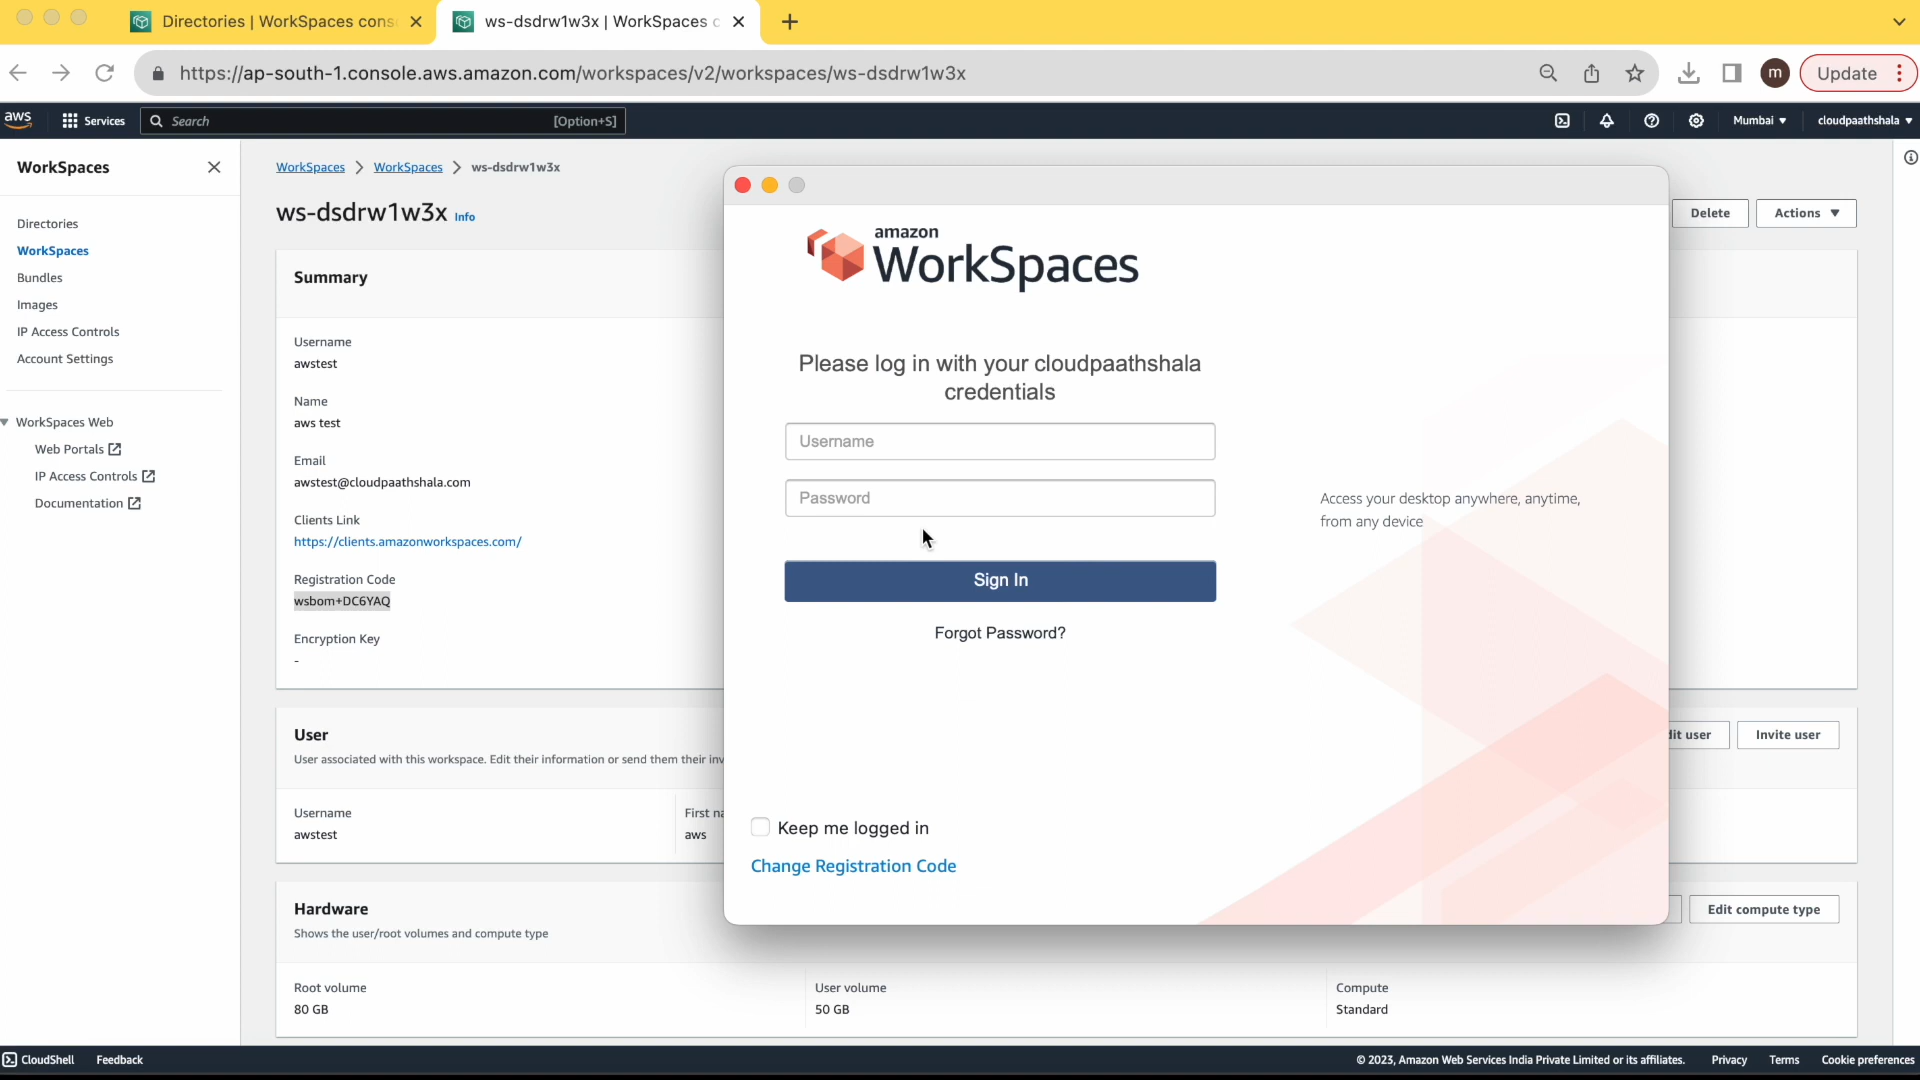 Directories | WorkSpaces cons
ws-dsdrw1w3x | WorkSpaces c
https://ap-south-1.console.aws.amazon.com/workspaces/v2/workspaces/ws-dsdrw1w3x
m
Update
aws
Services
Search
[Option+S]
Mumbai
cloudpaathshala
WorkSpaces
Directories
WorkSpaces
Bundles
Images
IP Access Controls
Account Settings
WorkSpaces Web
Web Portals
IP Access Controls
Documentation
WorkSpaces
WorkSpaces
ws-dsdrw1w3x
ws-dsdrw1w3x Info
Delete
Actions
Summary
Username
awstest
Name
aws test
Email
awstest@cloudpaathshala.com
Clients Link
https://clients.amazonworkspaces.com/
Registration Code
wsbom+DC6YAQ
Encryption Key
-
amazon
WorkSpaces
Please log in with your cloudpaathshala
credentials
Username
Password
Sign In
Forgot Password?
Access your desktop anywhere, anytime,
from any device
Keep me logged in
Change Registration Code
User
User associated with this workspace. Edit their information or send them their inv
dit user
Invite user
Username
awstest
First na
aws
Hardware
Shows the user/root volumes and compute type
Edit compute type
Root volume
80 GB
User volume
50 GB
Compute
Standard
CloudShell
Feedback
© 2023, Amazon Web Services India Private Limited or its affiliates.
Privacy
Terms
Cookie preferences